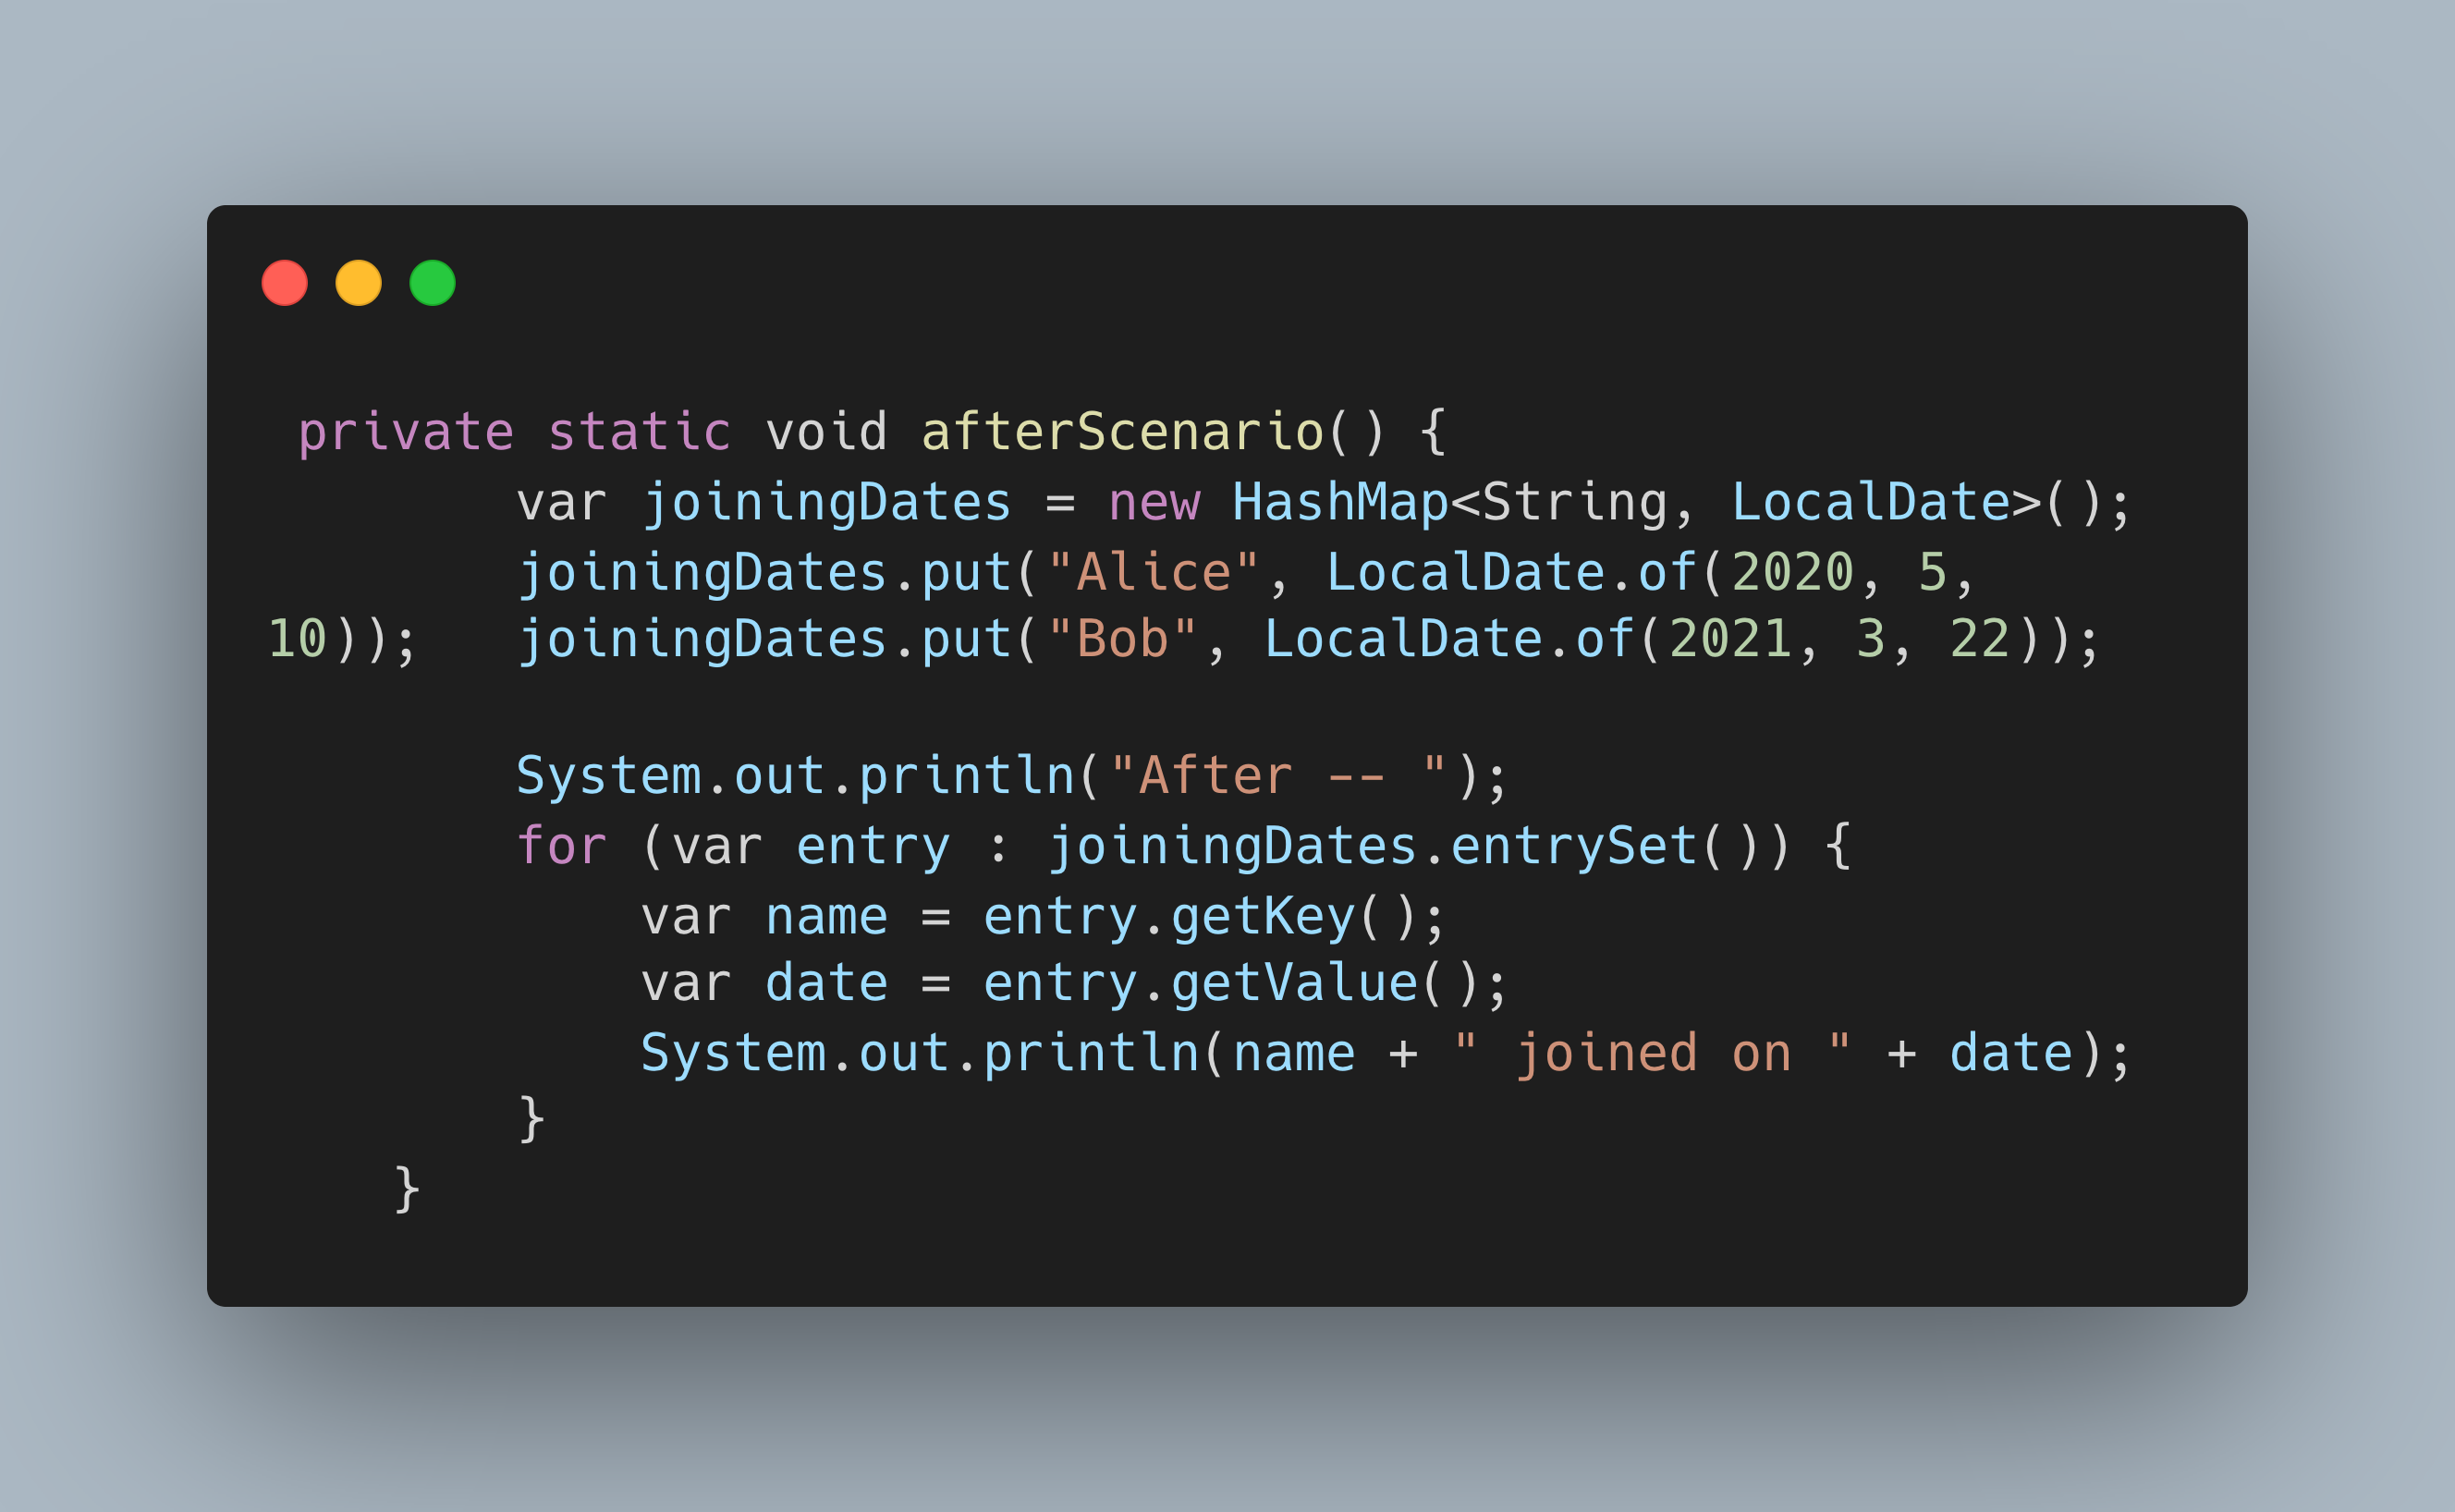 private static void afterScenario() {
var joiningDates = new HashMap<String, LocalDate>();
joiningDates.put("Alice", LocalDate.of(2020, 5,
10));   joiningDates.put("Bob", LocalDate.of(2021, 3, 22));
System.out.println("After -- ");
for (var entry : joiningDates.entrySet()) {
var name = entry.getKey();
var date = entry.getValue();
System.out.println(name + " joined on " + date);
}
}